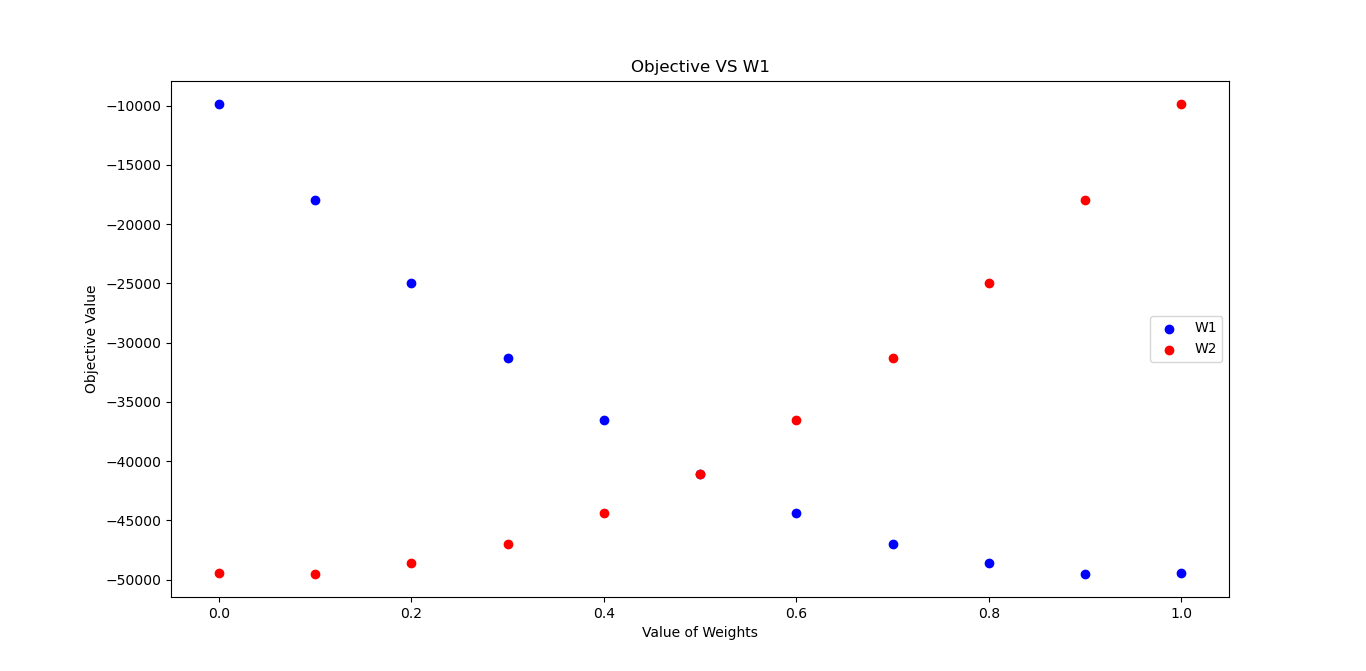 Objective VS W1
−10000
−15000
−20000
−25000
−30000
−35000
−40000
−45000
−50000
Objective Value
W1
W2
0.0 0.2 0.4 0.6 0.8 1.0
Value of Weights